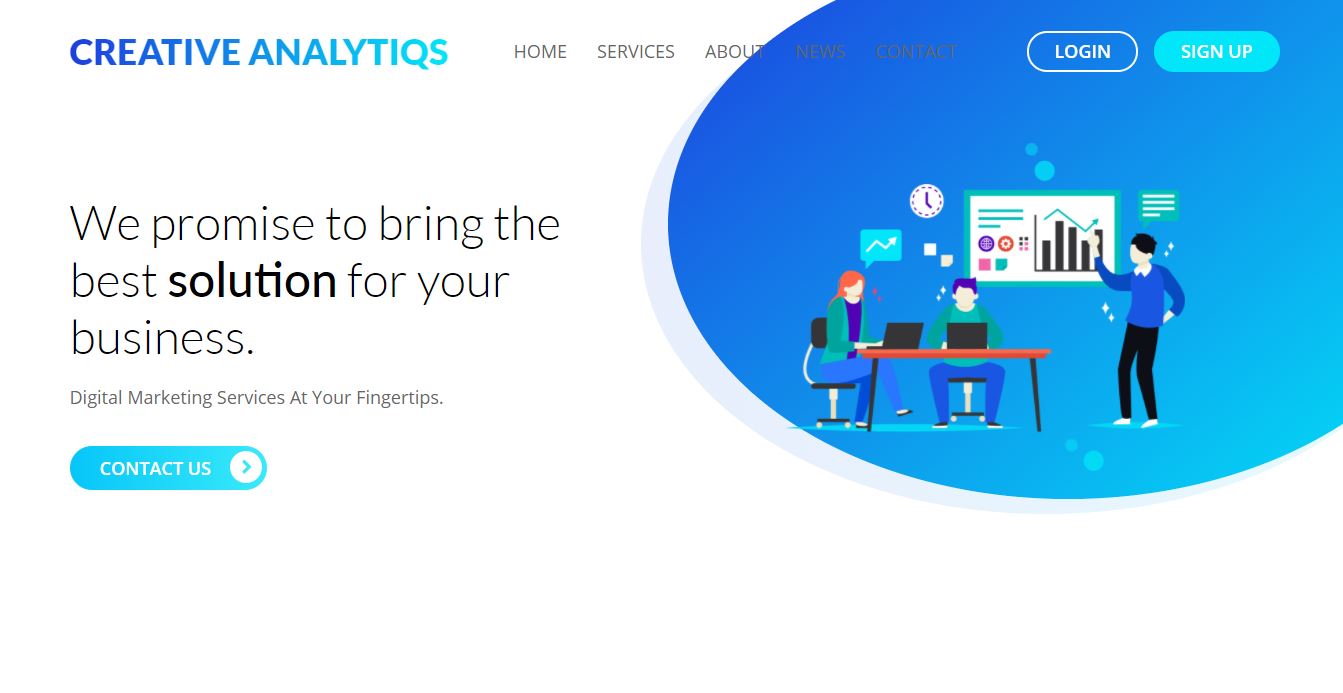 CREATIVE ANALYTIQS
HOME SERVICES ABOUT NEWS CONTACT
LOGIN
SIGN UP
We promise to bring the
best solution for your
business.
Digital Marketing Services At Your Fingertips.
CONTACT US